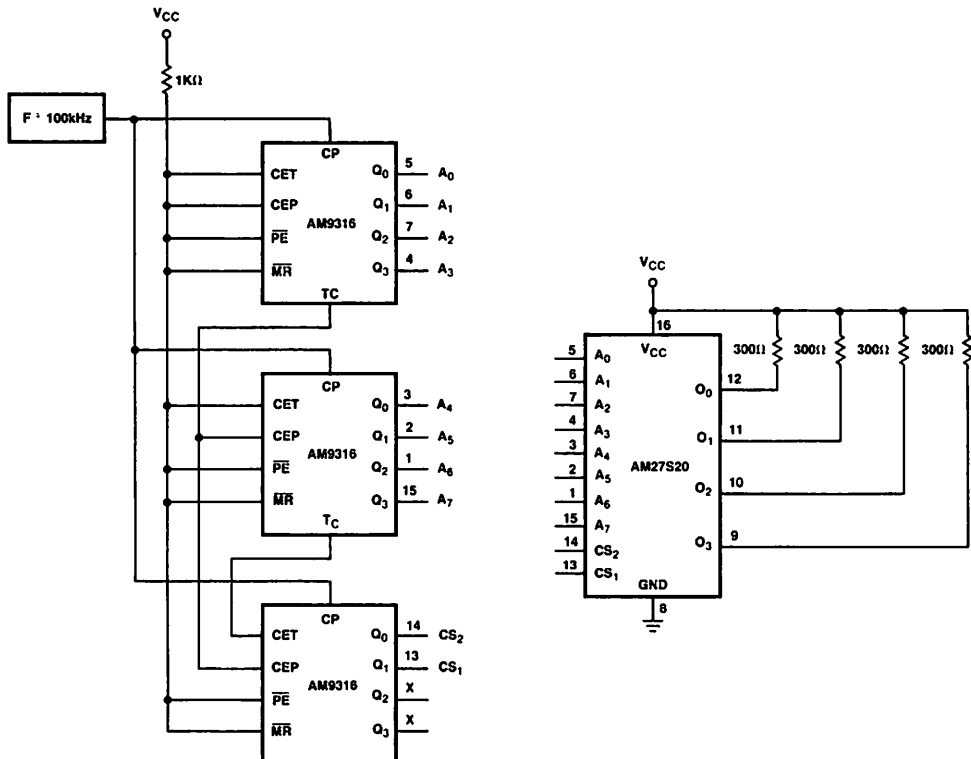 VCC
1KΩ
F = 100kHz
CP
CET
CEP
PE
MR
AM9316
Q0 5 A0
Q1 6 A1
Q2 7 A2
Q3 4 A3
TC
CP
CET
CEP
PE
MR
AM9316
Q0 3 A4
Q1 2 A5
Q2 1 A6
Q3 15 A7
TC
CP
CET
CEP
PE
MR
AM9316
Q0 14 CS2
Q1 13 CS1
Q2 X
Q3 X
VCC
16
VCC
300Ω 300Ω 300Ω 300Ω
5 A0
6 A1
7 A2
4 A3
3 A4
2 A5
1 A6
15 A7
14 CS2
13 CS1
AM27S20
O0 12
O1 11
O2 10
O3 9
GND
8